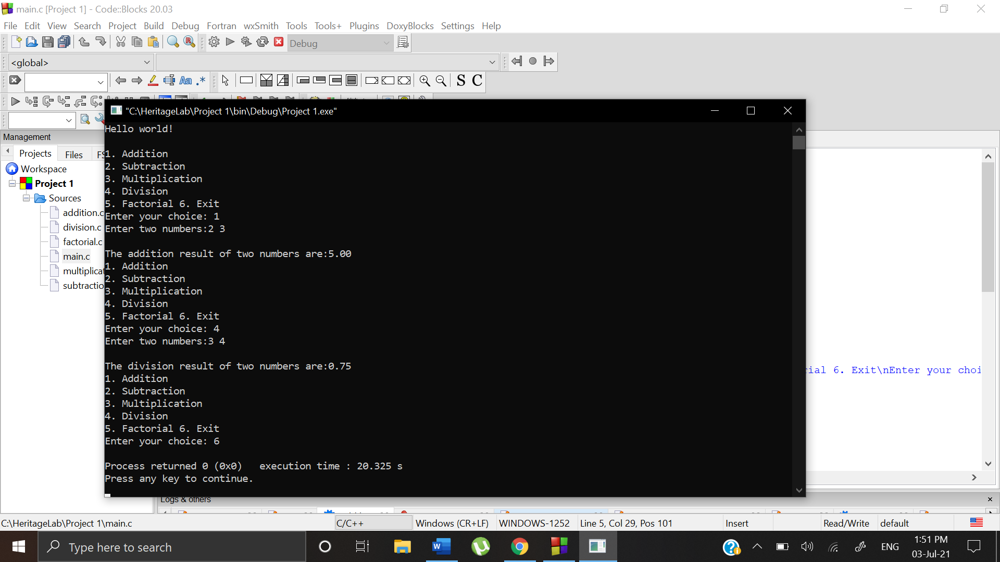 main.c [Project 1] - Code::Blocks 20.03
File Edit View Search Project Build Debug Fortran wxSmith Tools Tools+ Plugins DoxyBlocks Settings Help
Debug
<global>
Aa .* S C
"C:\HeritageLab\Project 1\bin\Debug\Project 1.exe"
Management
Projects Files FS
Workspace
Project 1
Sources
addition.c
division.c
factorial.c
main.c
multiplicat
subtractio
Hello world!
1. Addition
2. Subtraction
3. Multiplication
4. Division
5. Factorial 6. Exit
Enter your choice: 1
Enter two numbers:2 3
The addition result of two numbers are:5.00
1. Addition
2. Subtraction
3. Multiplication
4. Division
5. Factorial 6. Exit
Enter your choice: 4
Enter two numbers:3 4
The division result of two numbers are:0.75
1. Addition
2. Subtraction
3. Multiplication
4. Division
5. Factorial 6. Exit
Enter your choice: 6
Process returned 0 (0x0)   execution time : 20.325 s
Press any key to continue.
rial 6. Exit\nEnter your choi
Logs & others
C:\HeritageLab\Project 1\main.c C/C++ Windows (CR+LF) WINDOWS-1252 Line 5, Col 29, Pos 101 Insert Read/Write default
Type here to search
ENG
1:51 PM
03-Jul-21